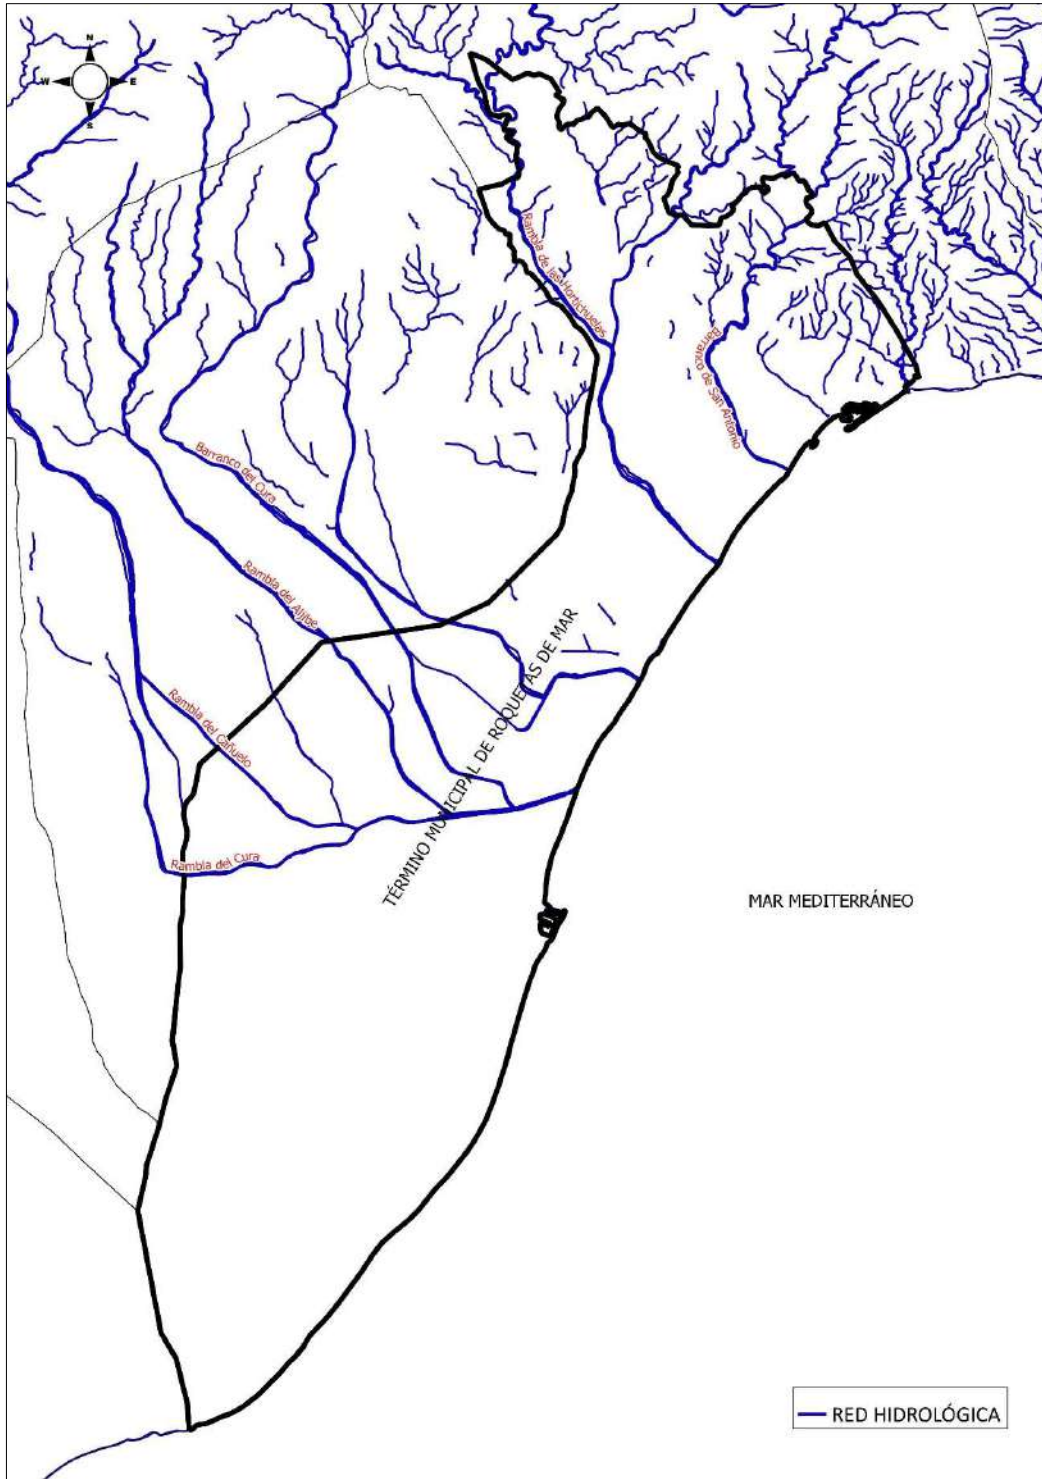 N
W
E
S
Rambla de las Hortichuelas
Barranco de San Antonio
Barranco del Cura
Rambla del Aljibe
Rambla del Cañuelo
Rambla del Cura
TÉRMINO MUNICIPAL DE ROQUETAS DE MAR
MAR MEDITERRÁNEO
RED HIDROLÓGICA